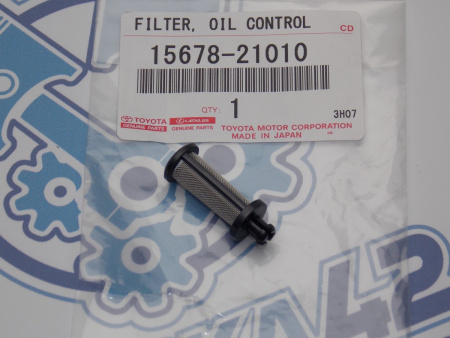 FILTER, OIL CONTROL
CD
15678-21010
QTY: 1
3H07
TOYOTA LEXUS
GENUINE PARTS GENUINE PARTS
TOYOTA MOTOR CORPORATION
MADE IN JAPAN